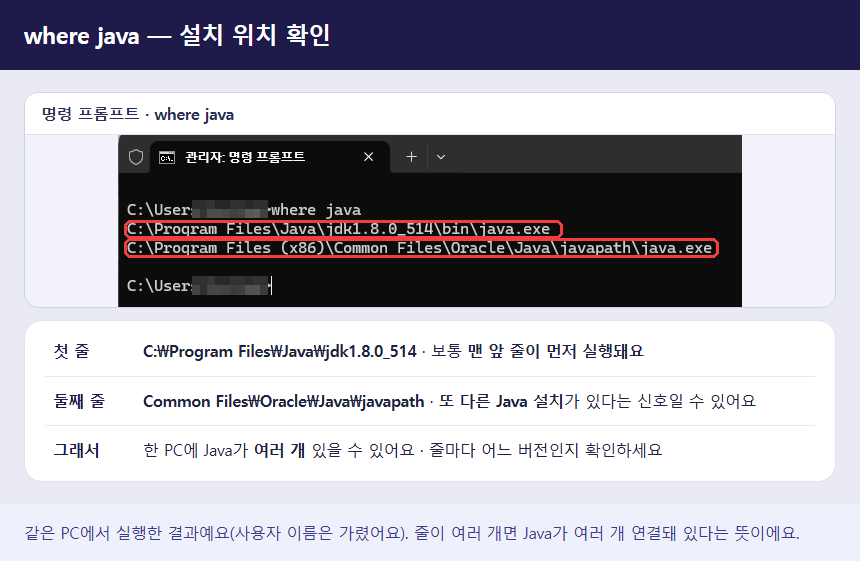 where java — 설치 위치 확인
명령 프롬프트 · where java
관리자: 명령 프롬프트
C:\User where java
C:\Program Files\Java\jdk1.8.0_514\bin\java.exe
C:\Program Files (x86)\Common Files\Oracle\Java\javapath\java.exe
C:\User
첫 줄 C:₩Program Files₩Java₩jdk1.8.0_514 · 보통 맨 앞 줄이 먼저 실행돼요
둘째 줄 Common Files₩Oracle₩Java₩javapath · 또 다른 Java 설치가 있다는 신호일 수 있어요
그래서 한 PC에 Java가 여러 개 있을 수 있어요 · 줄마다 어느 버전인지 확인하세요
같은 PC에서 실행한 결과예요(사용자 이름은 가렸어요). 줄이 여러 개면 Java가 여러 개 연결돼 있다는 뜻이에요.